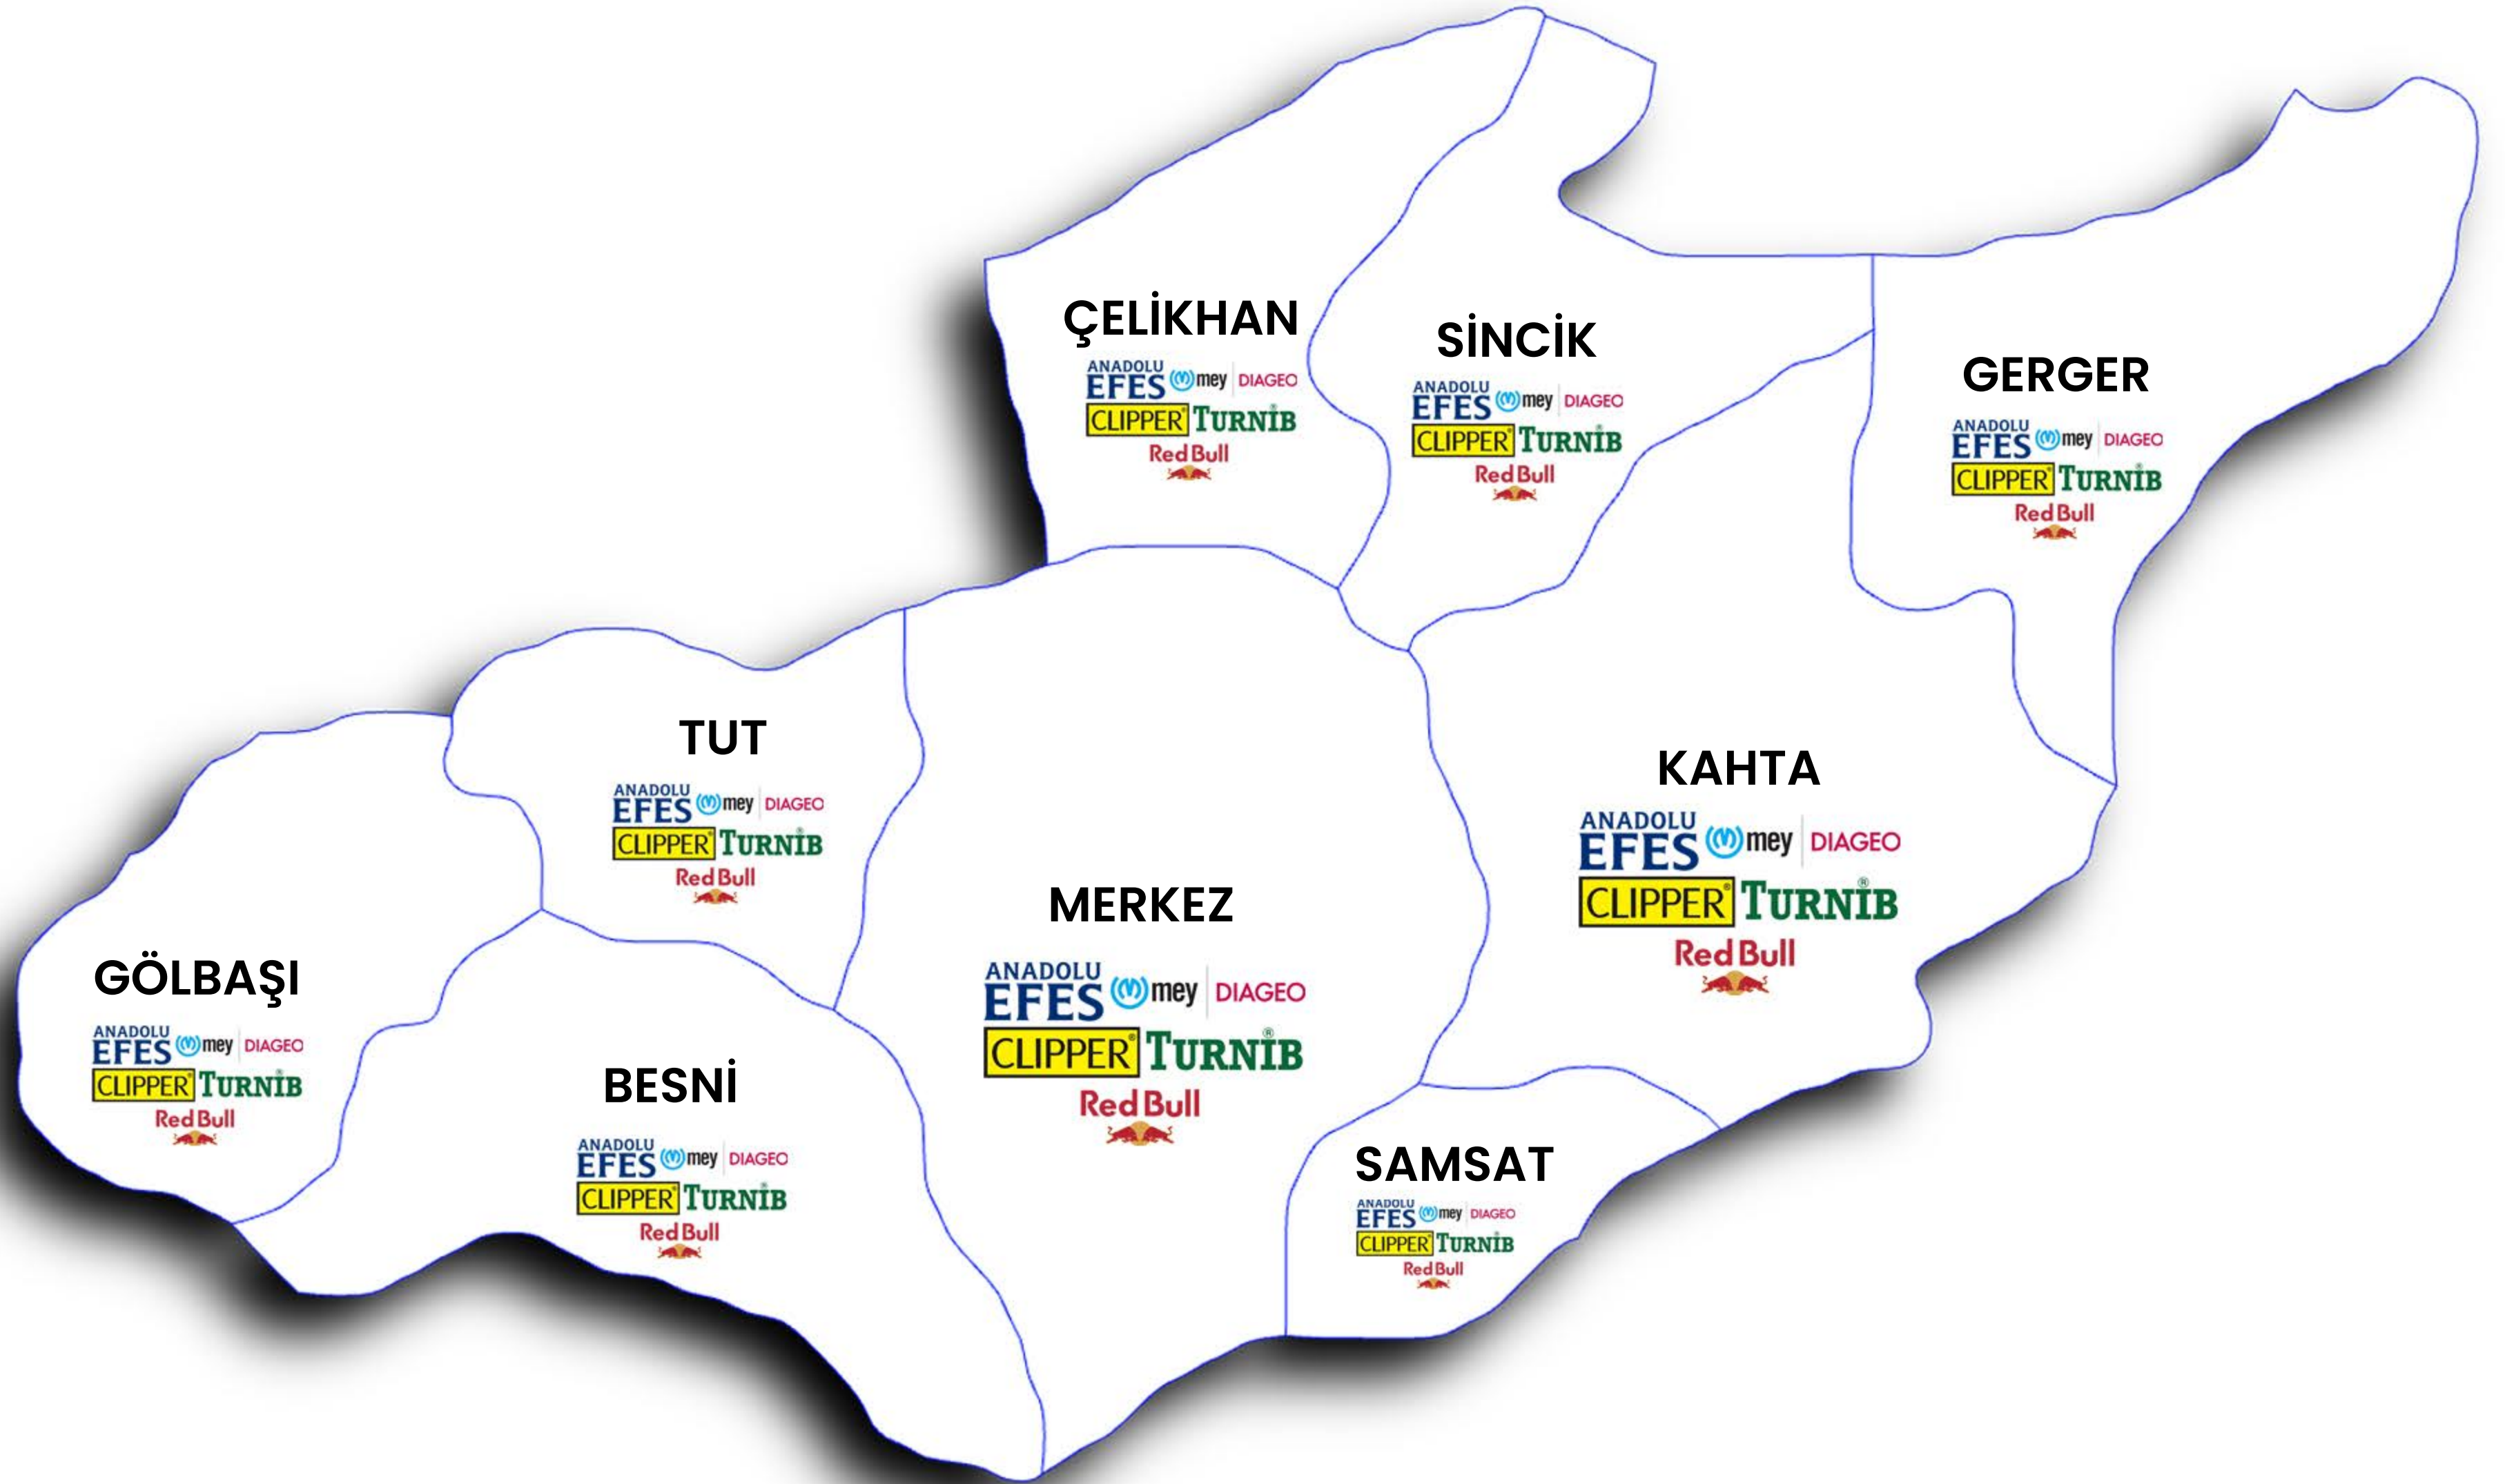 ÇELİKHAN
ANADOLU
EFES mey DIAGEO
CLIPPER® TURNİB
Red Bull
SİNCİK
ANADOLU
EFES mey DIAGEO
CLIPPER® TURNİB
Red Bull
GERGER
ANADOLU
EFES mey DIAGEO
CLIPPER® TURNİB
Red Bull
TUT
ANADOLU
EFES mey DIAGEO
CLIPPER® TURNİB
Red Bull
KAHTA
ANADOLU
EFES mey DIAGEO
CLIPPER® TURNİB®
Red Bull
MERKEZ
ANADOLU
EFES mey DIAGEO
CLIPPER® TURNİB®
Red Bull
GÖLBAŞI
ANADOLU
EFES mey DIAGEO
CLIPPER® TURNİB
Red Bull
BESNİ
ANADOLU
EFES mey DIAGEO
CLIPPER® TURNİB
Red Bull
SAMSAT
ANADOLU
EFES mey DIAGEO
CLIPPER® TURNİB
Red Bull